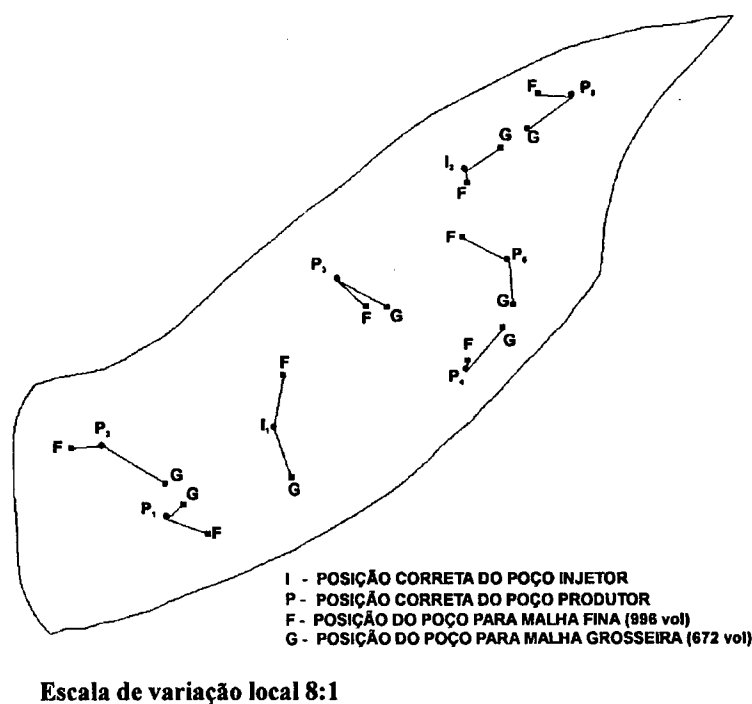 F P₅
G
G
I₂
F
F
P₆
P₃
G
F G
G
F
F
P₄
I₁
P₂
F
G
G
G
P₁
F
I - POSIÇÃO CORRETA DO POÇO INJETOR
P - POSIÇÃO CORRETA DO POÇO PRODUTOR
F - POSIÇÃO DO POÇO PARA MALHA FINA (996 vol)
G - POSIÇÃO DO POÇO PARA MALHA GROSSEIRA (672 vol)
Escala de variação local 8:1